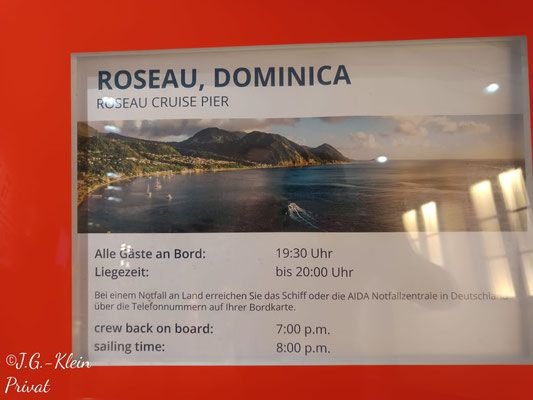 ROSEAU, DOMINICA
ROSEAU CRUISE PIER
Alle Gäste an Bord: 19:30 Uhr
Liegezeit: bis 20:00 Uhr
Bei einem Notfall an Land erreichen Sie das Schiff oder die AIDA Notfallzentrale in Deutschland
über die Telefonnummern auf Ihrer Bordkarte.
crew back on board: 7:00 p.m.
sailing time: 8:00 p.m.
©J.G.-Klein
Privat